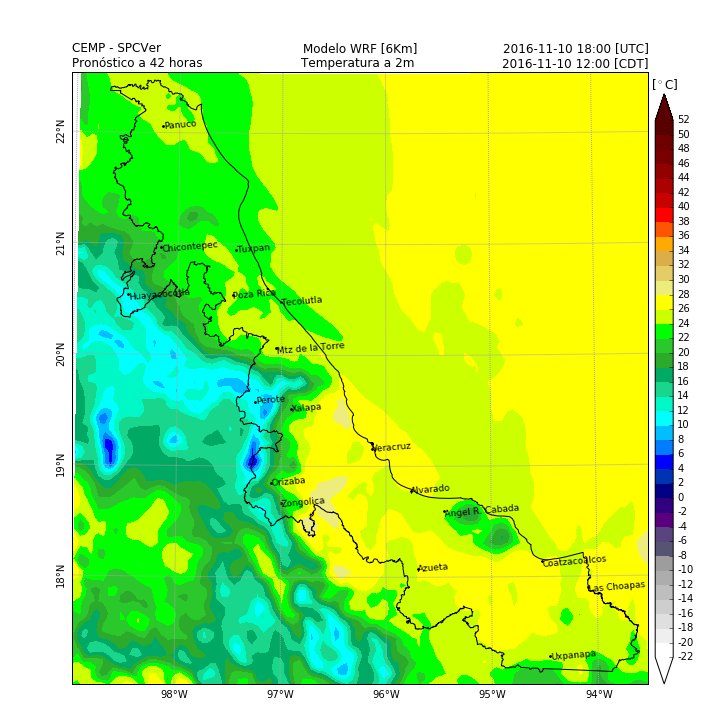 CEMP - SPCVer
Modelo WRF [6Km]
2016-11-10 18:00 [UTC]
Pronóstico a 42 horas
Temperatura a 2m
2016-11-10 12:00 [CDT]
[°C]
52
50
48
46
44
42
40
38
36
34
32
30
28
26
24
22
20
18
16
14
12
10
8
6
4
2
0
-2
-4
-6
-8
-10
-12
-14
-16
-18
-20
-22
22°N
21°N
20°N
19°N
18°N
Panuco
Chicontepec
Tuxpan
Huayacocotla
Poza Rica
Tecolutla
Mtz de la Torre
Perote
Xalapa
Veracruz
Orizaba
Alvarado
Zongolica
Angel R. Cabada
Azueta
Coatzacoalcos
Las Choapas
Uxpanapa
98°W
97°W
96°W
95°W
94°W